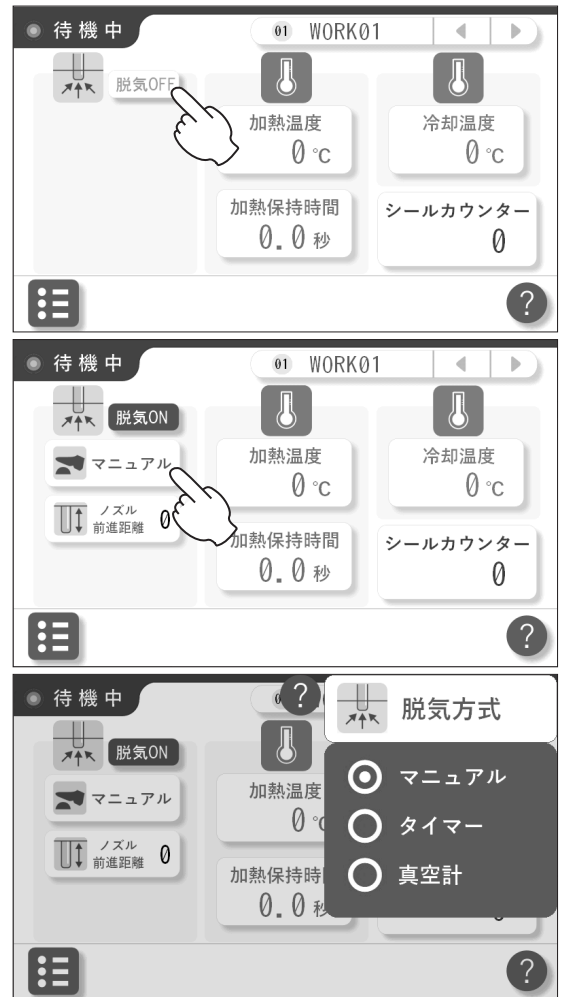 待機中
01 WORK01
脱気OFF
加熱温度
0 ℃
冷却温度
0 ℃
加熱保持時間
0.0 秒
シールカウンター
0
?
待機中
01 WORK01
脱気ON
マニュアル
ノズル
前進距離 0
加熱温度
0 ℃
冷却温度
0 ℃
加熱保持時間
0.0 秒
シールカウンター
0
?
待機中
?
脱気方式
脱気ON
マニュアル
ノズル
前進距離 0
加熱温度
0
加熱保持時
0.0
マニュアル
タイマー
真空計
?